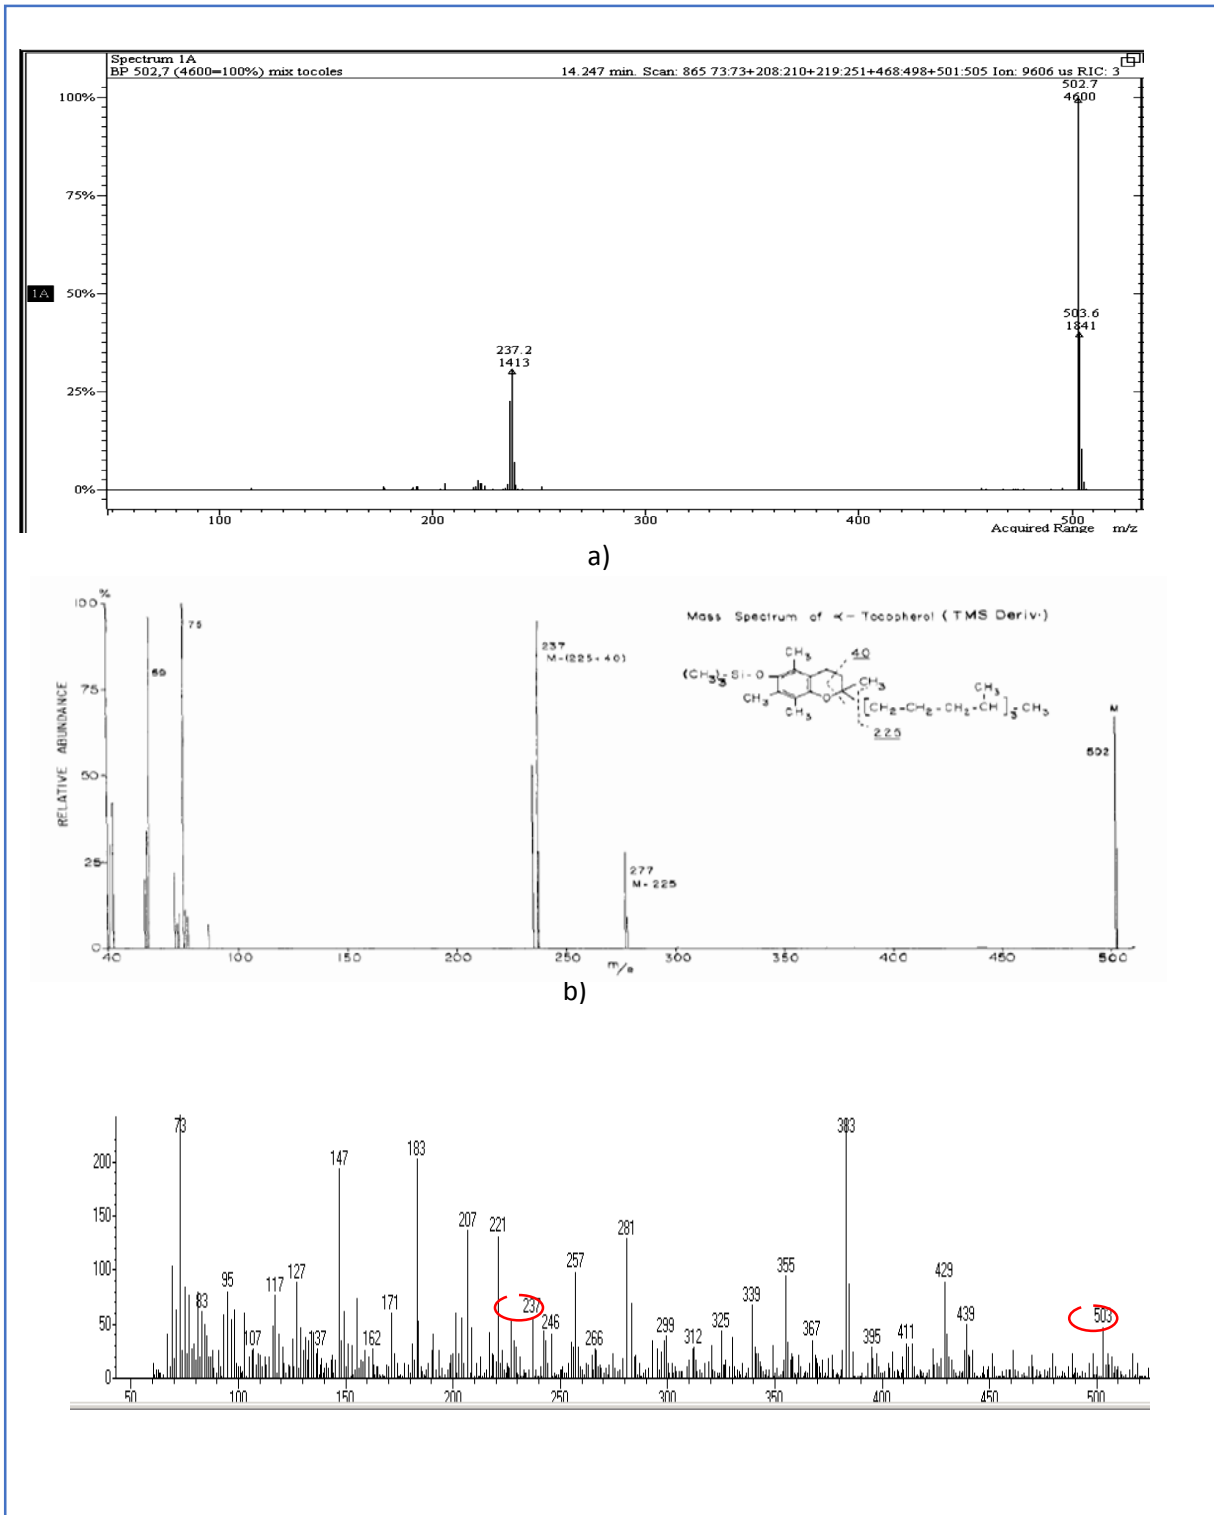 Spectrum 1A
BP 502,7 (4600=100%) mix tocoles
14.247 min. Scan: 865 73:73+208:210+219:251+468:498+501:505 Ion: 9606 us RIC: 3
502.7
4600
100%
75%
1A
50%
503.6
1841
237.2
1413
25%
0%
100 200 300 400 500
Acquired Range m/z
a)
100 %
75
59
237
M-(225+40)
Mass Spectrum of α-Tocopherol (TMS Deriv.)
40
CH3
(CH3)3-Si-O
CH3
CH3
CH3
O
CH3
[CH2-CH2-CH2-CH]3-CH3
225
M
502
75
RELATIVE ABUNDANCE
50
25
277
M-225
0
40 100 150 200 250 300 350 400 450 500
m/e
b)
73
383
183
147
200
207
221
281
150
257
355
429
117
127
95
100
339
83
171
237
246
325
439
503
50
107
137
162
266
299
312
367
395
411
0
50 100 150 200 250 300 350 400 450 500